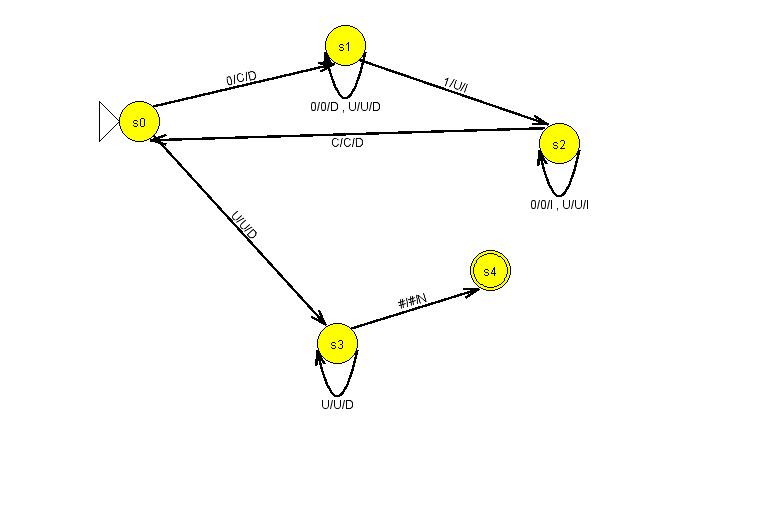 s1
0/C/D
1/U/I
0/0/D , U/U/D
s0
C/C/D
s2
0/0/I , U/U/I
U/U/D
s4
#/#/N
s3
U/U/D